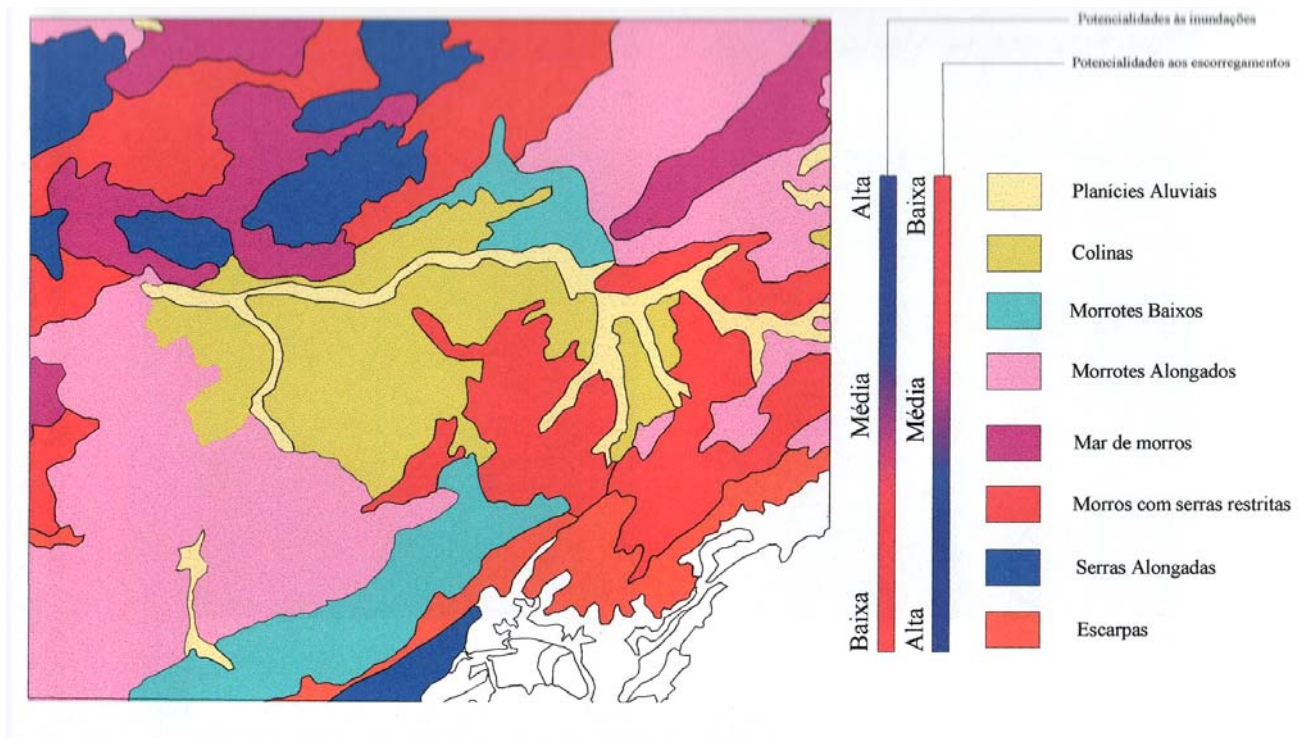 Potencialidades às inundações
Potencialidades aos escorregamentos
Alta
Média
Baixa
Baixa
Média
Alta
Planícies Aluviais
Colinas
Morrotes Baixos
Morrotes Alongados
Mar de morros
Morros com serras restritas
Serras Alongadas
Escarpas